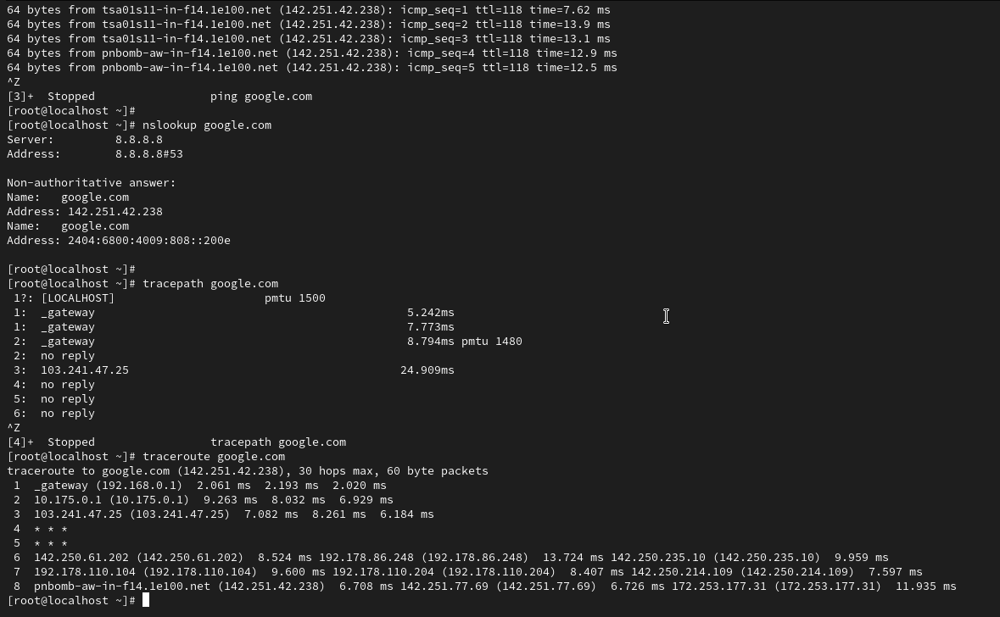 64 bytes from tsa01s11-in-f14.1e100.net (142.251.42.238): icmp_seq=1 ttl=118 time=7.62 ms
64 bytes from tsa01s11-in-f14.1e100.net (142.251.42.238): icmp_seq=2 ttl=118 time=13.9 ms
64 bytes from tsa01s11-in-f14.1e100.net (142.251.42.238): icmp_seq=3 ttl=118 time=13.1 ms
64 bytes from pnbomb-aw-in-f14.1e100.net (142.251.42.238): icmp_seq=4 ttl=118 time=12.9 ms
64 bytes from pnbomb-aw-in-f14.1e100.net (142.251.42.238): icmp_seq=5 ttl=118 time=12.5 ms
^Z
[3]+  Stopped                 ping google.com
[root@localhost ~]#
[root@localhost ~]# nslookup google.com
Server:         8.8.8.8
Address:        8.8.8.8#53

Non-authoritative answer:
Name:   google.com
Address: 142.251.42.238
Name:   google.com
Address: 2404:6800:4009:808::200e

[root@localhost ~]#
[root@localhost ~]# tracepath google.com
 1?: [LOCALHOST]                      pmtu 1500
 1:  _gateway                                              5.242ms
 1:  _gateway                                              7.773ms
 2:  _gateway                                              8.794ms pmtu 1480
 2:  no reply
 3:  103.241.47.25                                        24.909ms
 4:  no reply
 5:  no reply
 6:  no reply
^Z
[4]+  Stopped                 tracepath google.com
[root@localhost ~]# traceroute google.com
traceroute to google.com (142.251.42.238), 30 hops max, 60 byte packets
 1  _gateway (192.168.0.1)  2.061 ms  2.193 ms  2.020 ms
 2  10.175.0.1 (10.175.0.1)  9.263 ms  8.032 ms  6.929 ms
 3  103.241.47.25 (103.241.47.25)  7.082 ms  8.261 ms  6.184 ms
 4  * * *
 5  * * *
 6  142.250.61.202 (142.250.61.202)  8.524 ms 192.178.86.248 (192.178.86.248)  13.724 ms 142.250.235.10 (142.250.235.10)  9.959 ms
 7  192.178.110.104 (192.178.110.104)  9.600 ms 192.178.110.204 (192.178.110.204)  8.407 ms 142.250.214.109 (142.250.214.109)  7.597 ms
 8  pnbomb-aw-in-f14.1e100.net (142.251.42.238)  6.708 ms 142.251.77.69 (142.251.77.69)  6.726 ms 172.253.177.31 (172.253.177.31)  11.935 ms
[root@localhost ~]#